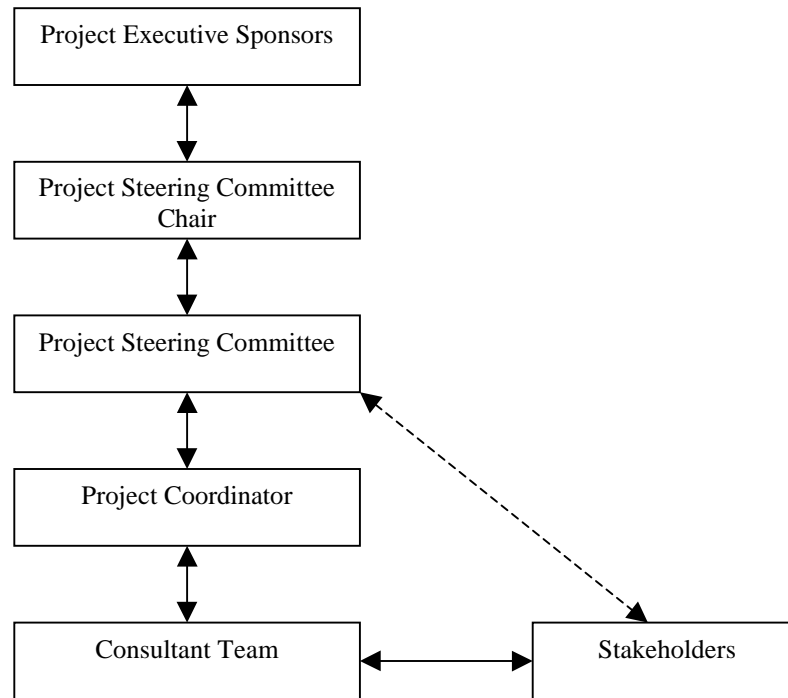 Project Executive Sponsors
Project Steering Committee
Chair
Project Steering Committee
Project Coordinator
Consultant Team
Stakeholders